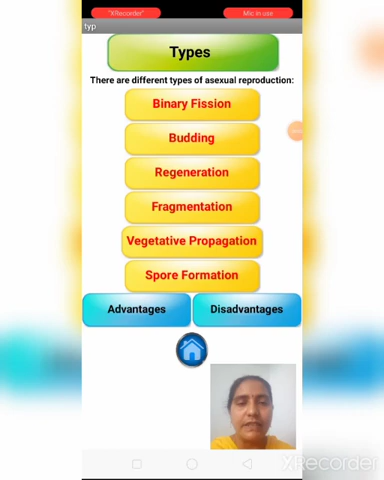 "XRecorder"
Mic in use
typ
Types
There are different types of asexual reproduction:
Binary Fission
Budding
Regeneration
Fragmentation
Vegetative Propagation
Spore Formation
Advantages
Disadvantages
XRecorder